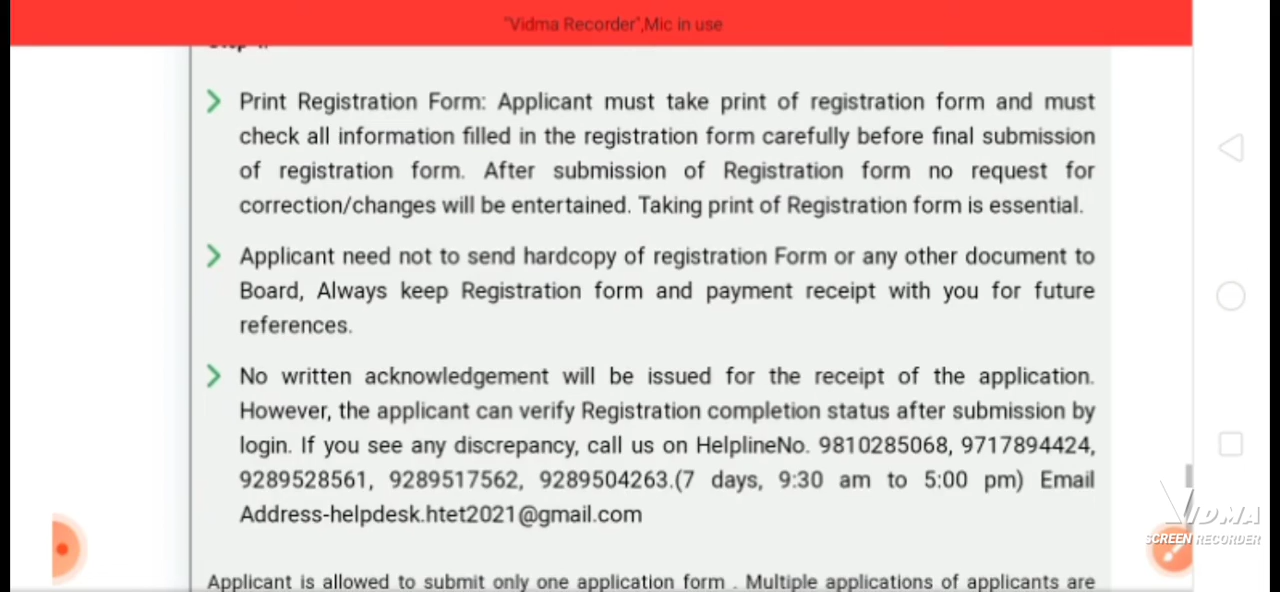 "Vidma Recorder",Mic in use
Print Registration Form: Applicant must take print of registration form and must
check all information filled in the registration form carefully before final submission
of registration form. After submission of Registration form no request for
correction/changes will be entertained. Taking print of Registration form is essential.
Applicant need not to send hardcopy of registration Form or any other document to
Board, Always keep Registration form and payment receipt with you for future
references.
No written acknowledgement will be issued for the receipt of the application.
However, the applicant can verify Registration completion status after submission by
login. If you see any discrepancy, call us on HelplineNo. 9810285068, 9717894424,
9289528561, 9289517562, 9289504263.(7 days, 9:30 am to 5:00 pm) Email
Address-helpdesk.htet2021@gmail.com
VIDMA
SCREEN RECORDER
Applicant is allowed to submit only one application form . Multiple applications of applicants are